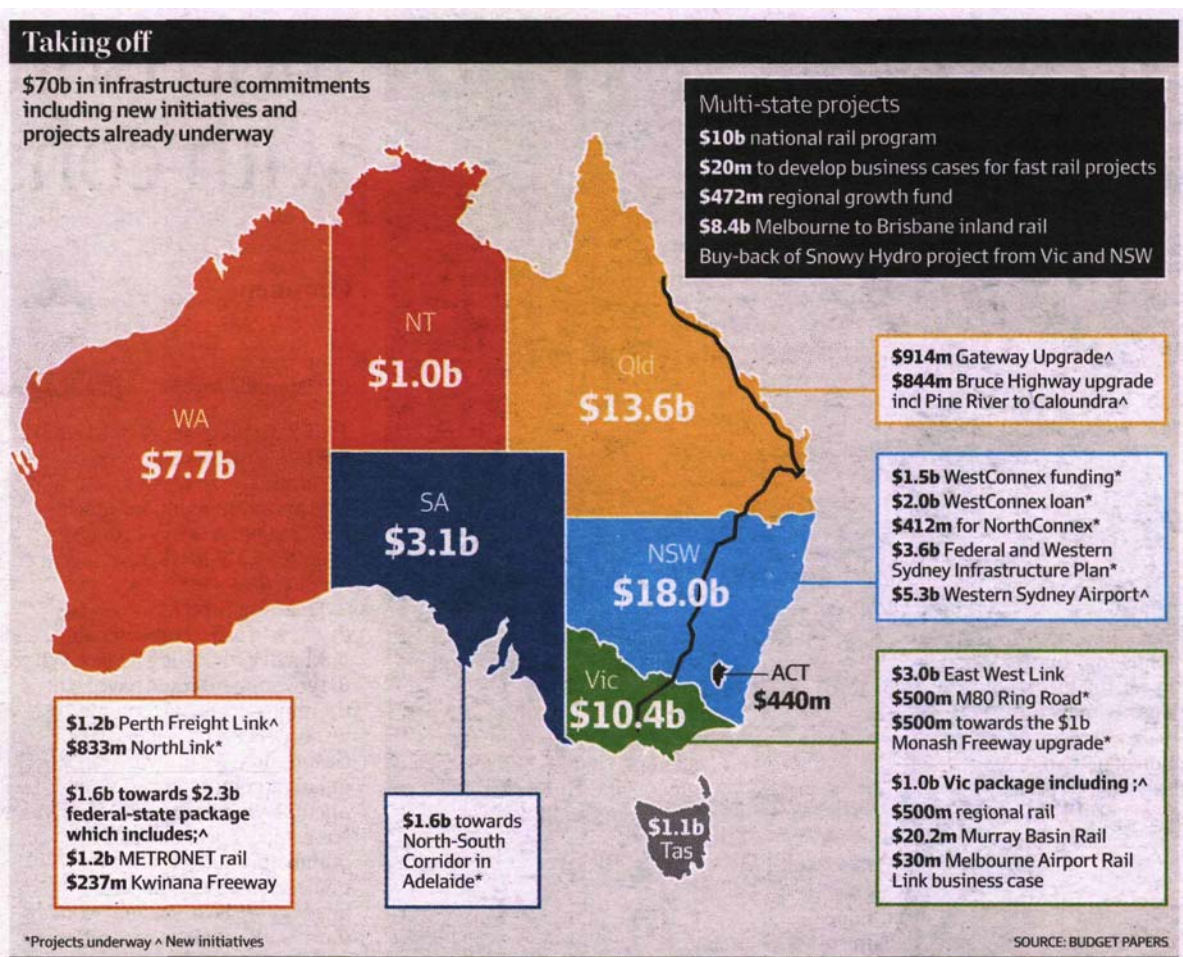 Taking off
$70b in infrastructure commitments
including new initiatives and
projects already underway
Multi-state projects
$10b national rail program
$20m to develop business cases for fast rail projects
$472m regional growth fund
$8.4b Melbourne to Brisbane inland rail
Buy-back of Snowy Hydro project from Vic and NSW
NT
$1.0b
Qld
$13.6b
WA
$7.7b
SA
$3.1b
NSW
$18.0b
Vic
$10.4b
ACT
$440m
$1.1b
Tas
$914m Gateway Upgrade^
$844m Bruce Highway upgrade
incl Pine River to Caloundra^
$1.5b WestConnex funding*
$2.0b WestConnex loan*
$412m for NorthConnex*
$3.6b Federal and Western
Sydney Infrastructure Plan*
$5.3b Western Sydney Airport^
$3.0b East West Link
$500m M80 Ring Road*
$500m towards the $1b
Monash Freeway upgrade*
$1.0b Vic package including ;^
$500m regional rail
$20.2m Murray Basin Rail
$30m Melbourne Airport Rail
Link business case
$1.2b Perth Freight Link^
$833m NorthLink*
$1.6b towards $2.3b
federal-state package
which includes;^
$1.2b METRONET rail
$237m Kwinana Freeway
$1.6b towards
North-South
Corridor in
Adelaide*
*Projects underway ^ New initiatives
SOURCE: BUDGET PAPERS